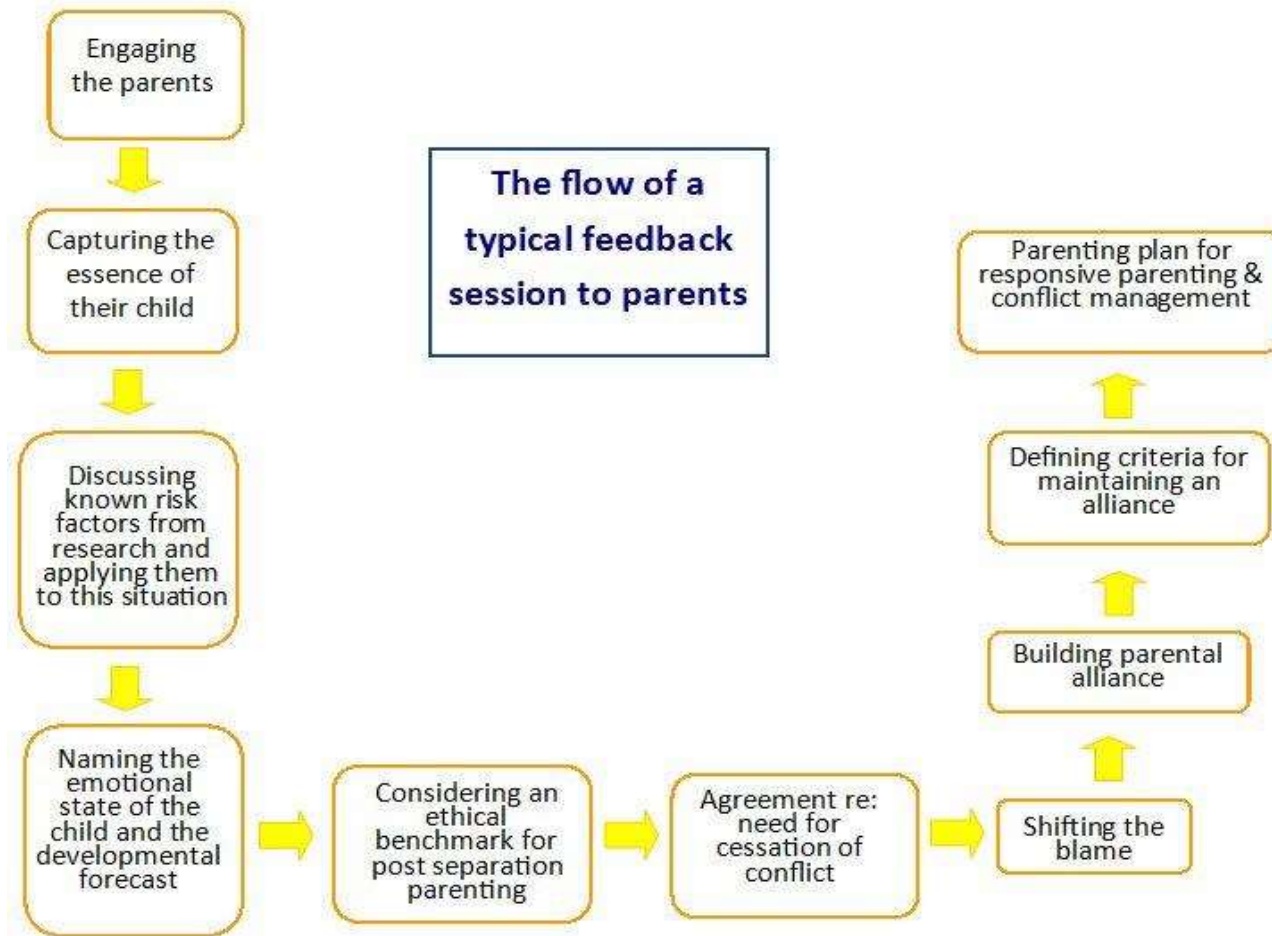 Engaging
the parents
Capturing the
essence of
their child
Discussing
known risk
factors from
research and
applying them
to this situation
Naming the
emotional
state of the
child and the
developmental
forecast
Considering an
ethical
benchmark for
post separation
parenting
Agreement re:
need for
cessation of
conflict
Shifting the
blame
Building parental
alliance
Defining criteria for
maintaining an
alliance
Parenting plan for
responsive parenting &
conflict management
The flow of a
typical feedback
session to parents